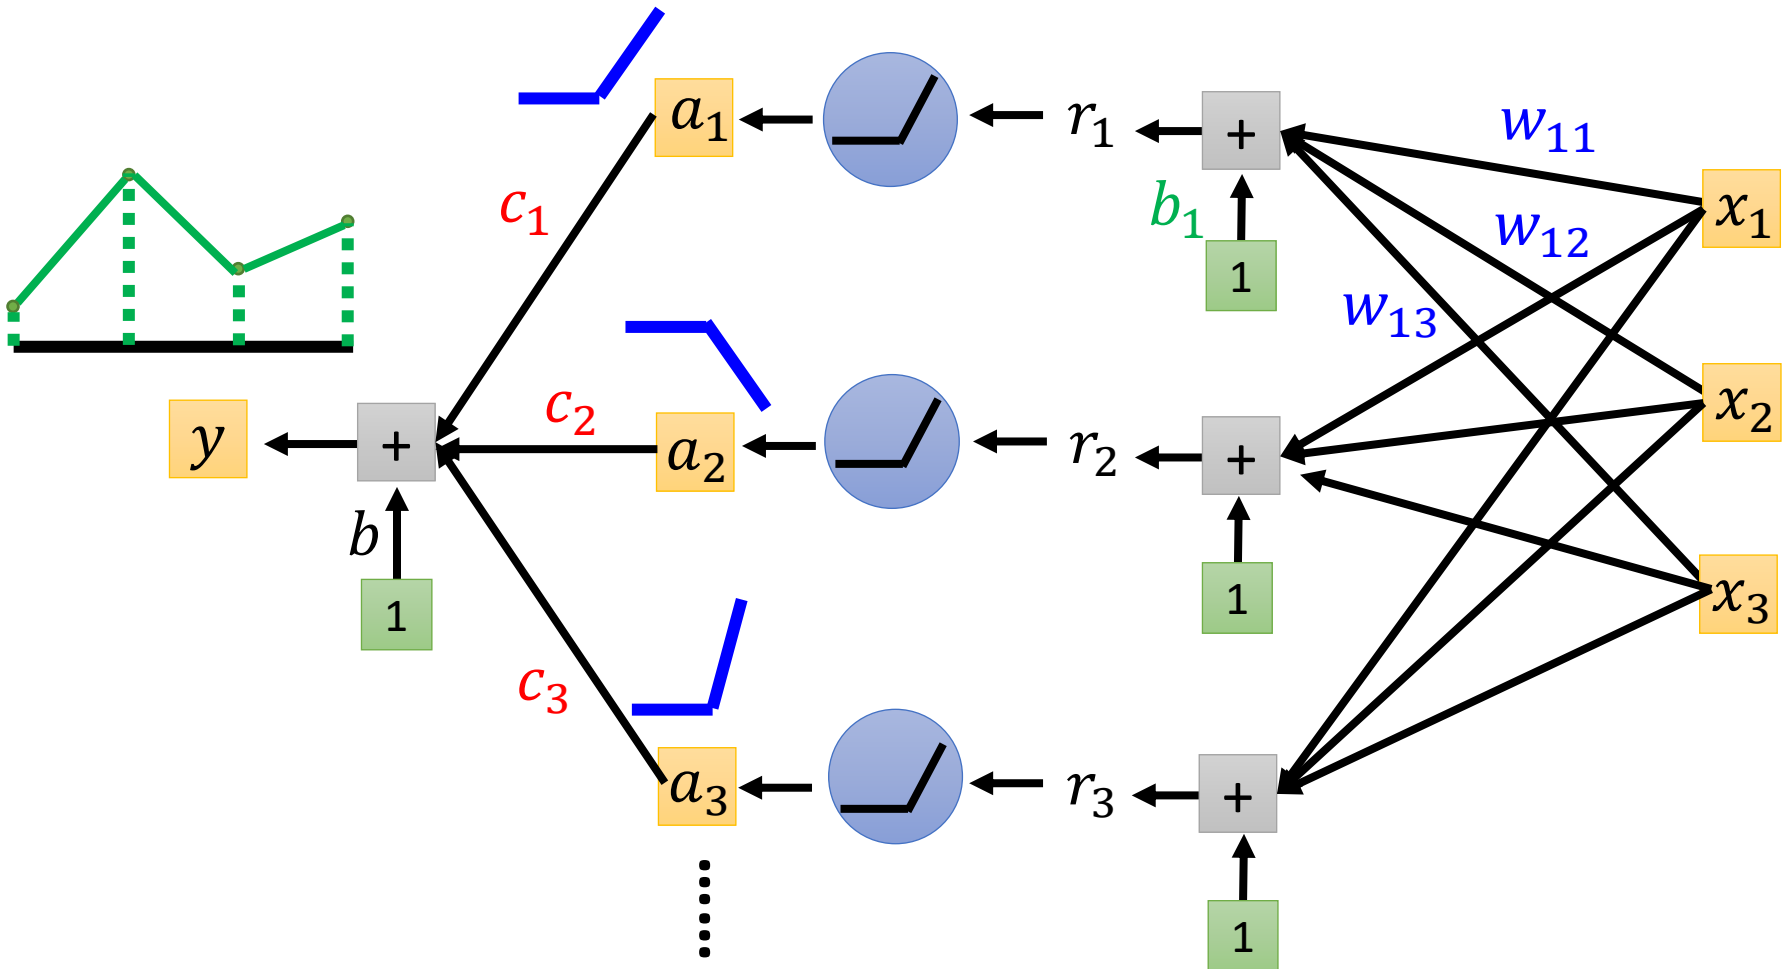 a₁
r₁
+
w₁₁
c₁
b₁
x₁
w₁₂
1
w₁₃
c₂
x₂
y
+
a₂
r₂
+
b
1
1
x₃
c₃
a₃
r₃
+
1